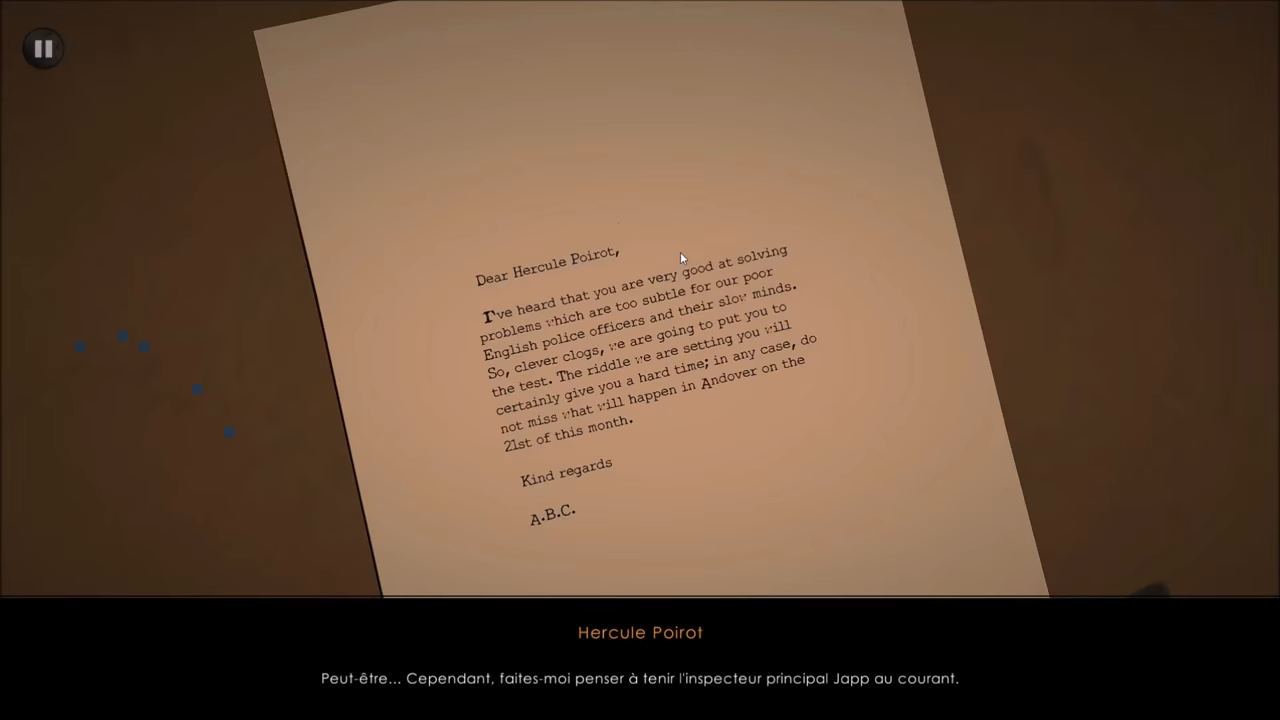 Dear Hercule Poirot,
I've heard that you are very good at solving
problems which are too subtle for our poor
English police officers and their slow minds.
So, clever clogs, we are going to put you to
the test. The riddle we are setting you will
certainly give you a hard time; in any case, do
not miss what will happen in Andover on the
21st of this month.
Kind regards
A.B.C.
Hercule Poirot
Peut-être... Cependant, faites-moi penser à tenir l'inspecteur principal Japp au courant.